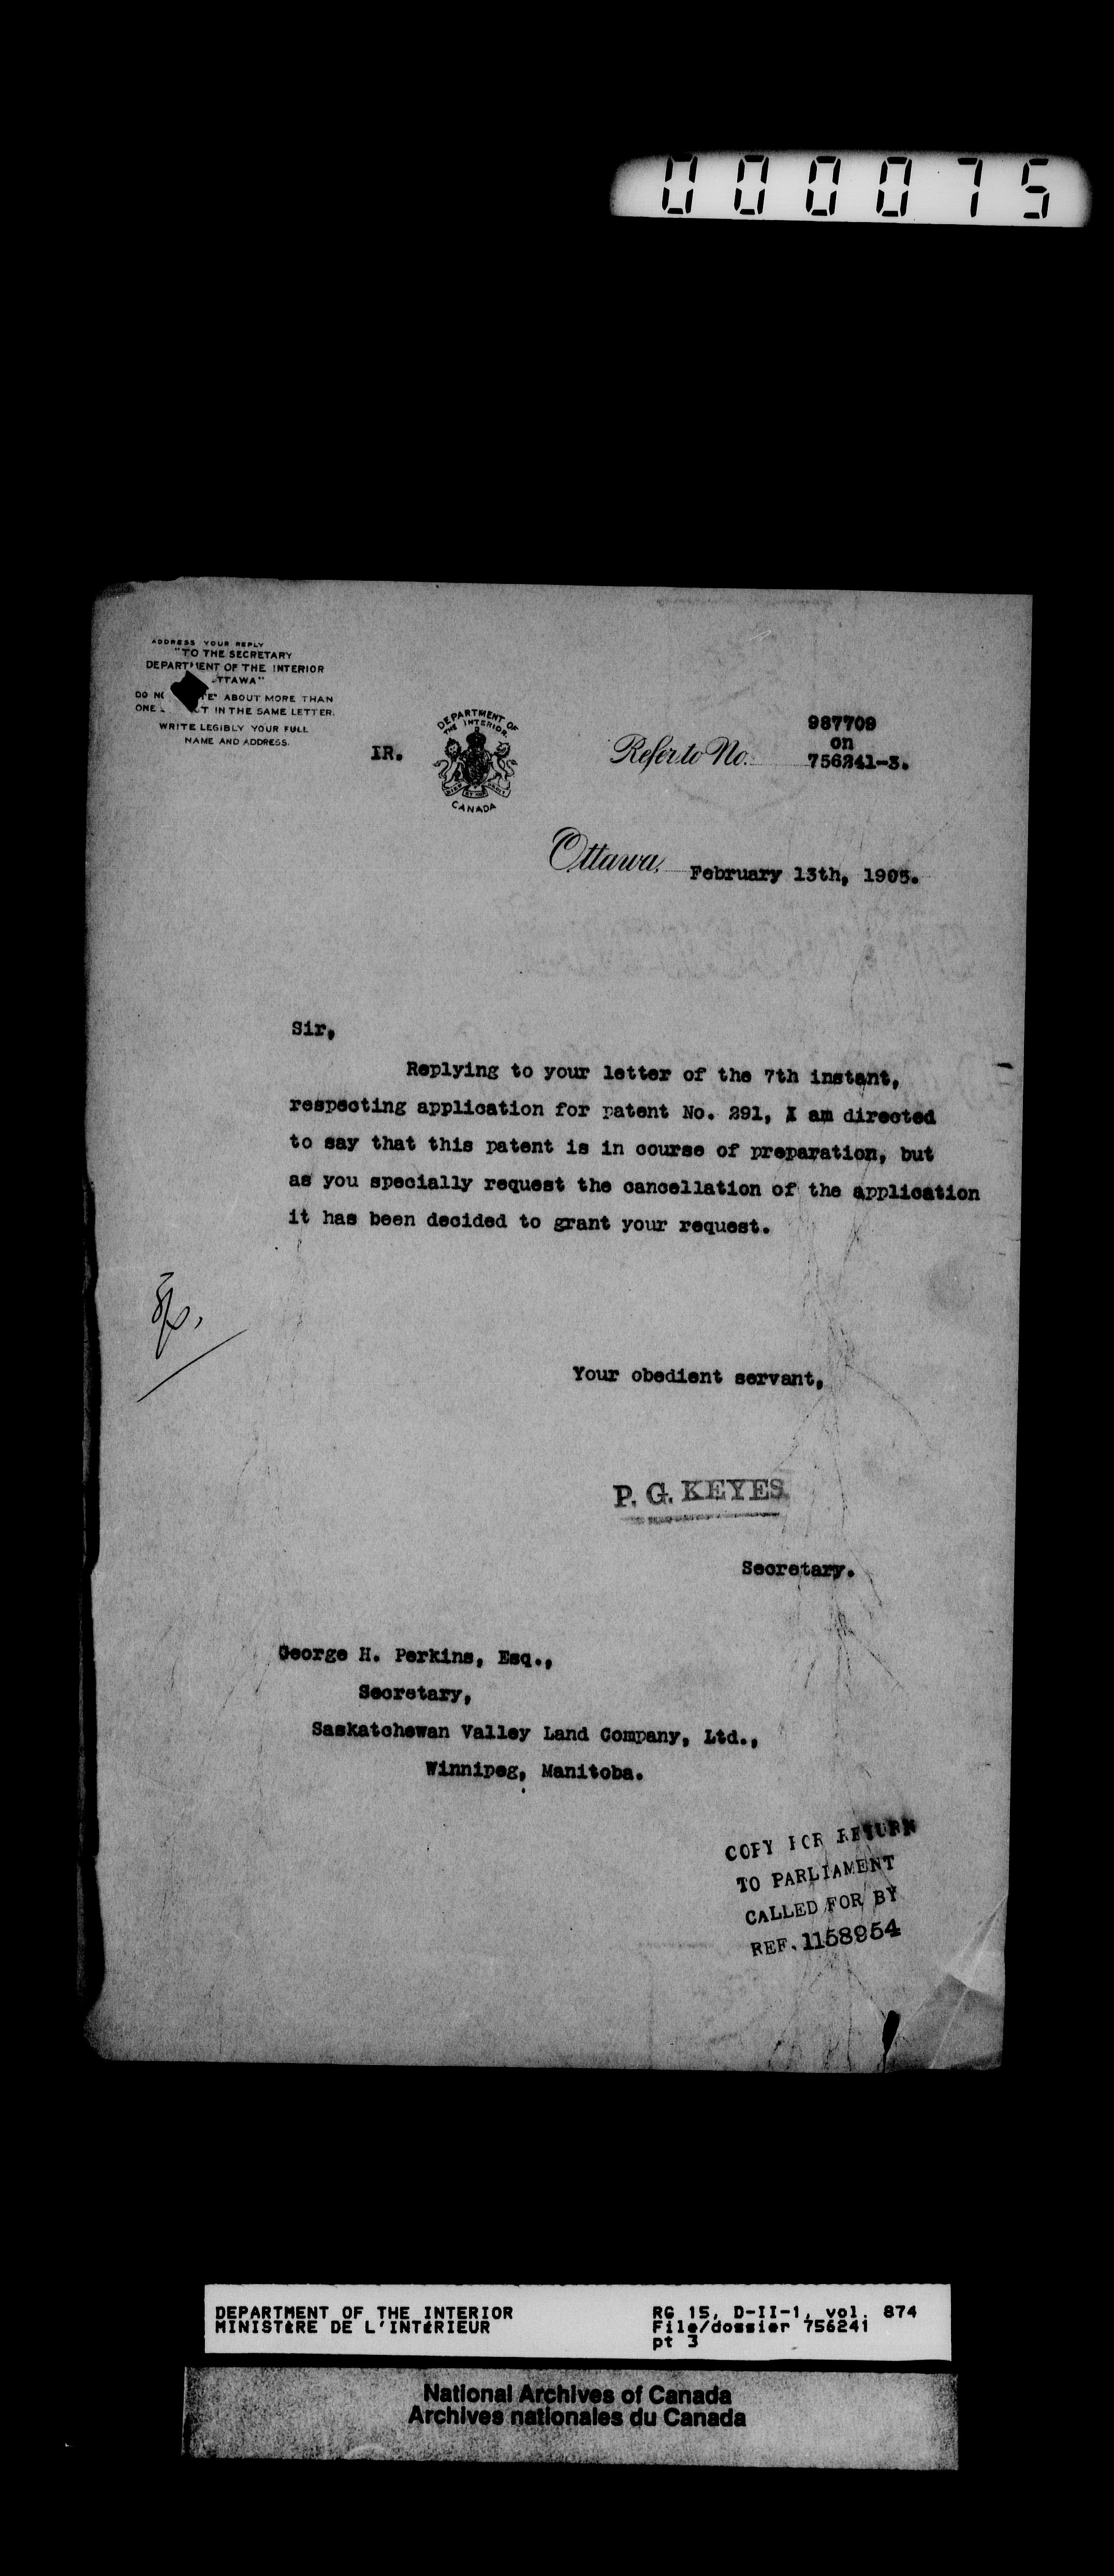 000075
ADDRESS YOUR REPLY
"TO THE SECRETARY
DEPARTMENT OF THE INTERIOR
OTTAWA"
DO NOT WRITE ABOUT MORE THAN
ONE SUBJECT IN THE SAME LETTER.
WRITE LEGIBLY YOUR FULL
NAME AND ADDRESS.
IR.
DEPARTMENT OF
THE INTERIOR.
CANADA
987709
on
Refer to No. 756241-3.
Ottawa, February 13th, 1905.
Sir,
Replying to your letter of the 7th instant,
respecting application for patent No. 291, I am directed
to say that this patent is in course of preparation, but
as you specially request the cancellation of the application
it has been decided to grant your request.
Your obedient servant,
P. G. KEYES
Secretary.
George H. Perkins, Esq.,
Secretary,
Saskatchewan Valley Land Company, Ltd.,
Winnipeg, Manitoba.
COPY FOR RETURN
TO PARLIAMENT
CALLED FOR BY
REF. 1158954
DEPARTMENT OF THE INTERIOR
MINISTÈRE DE L'INTÉRIEUR
RG 15, D-II-1, vol. 874
File/dossier 756241
pt 3
National Archives of Canada
Archives nationales du Canada